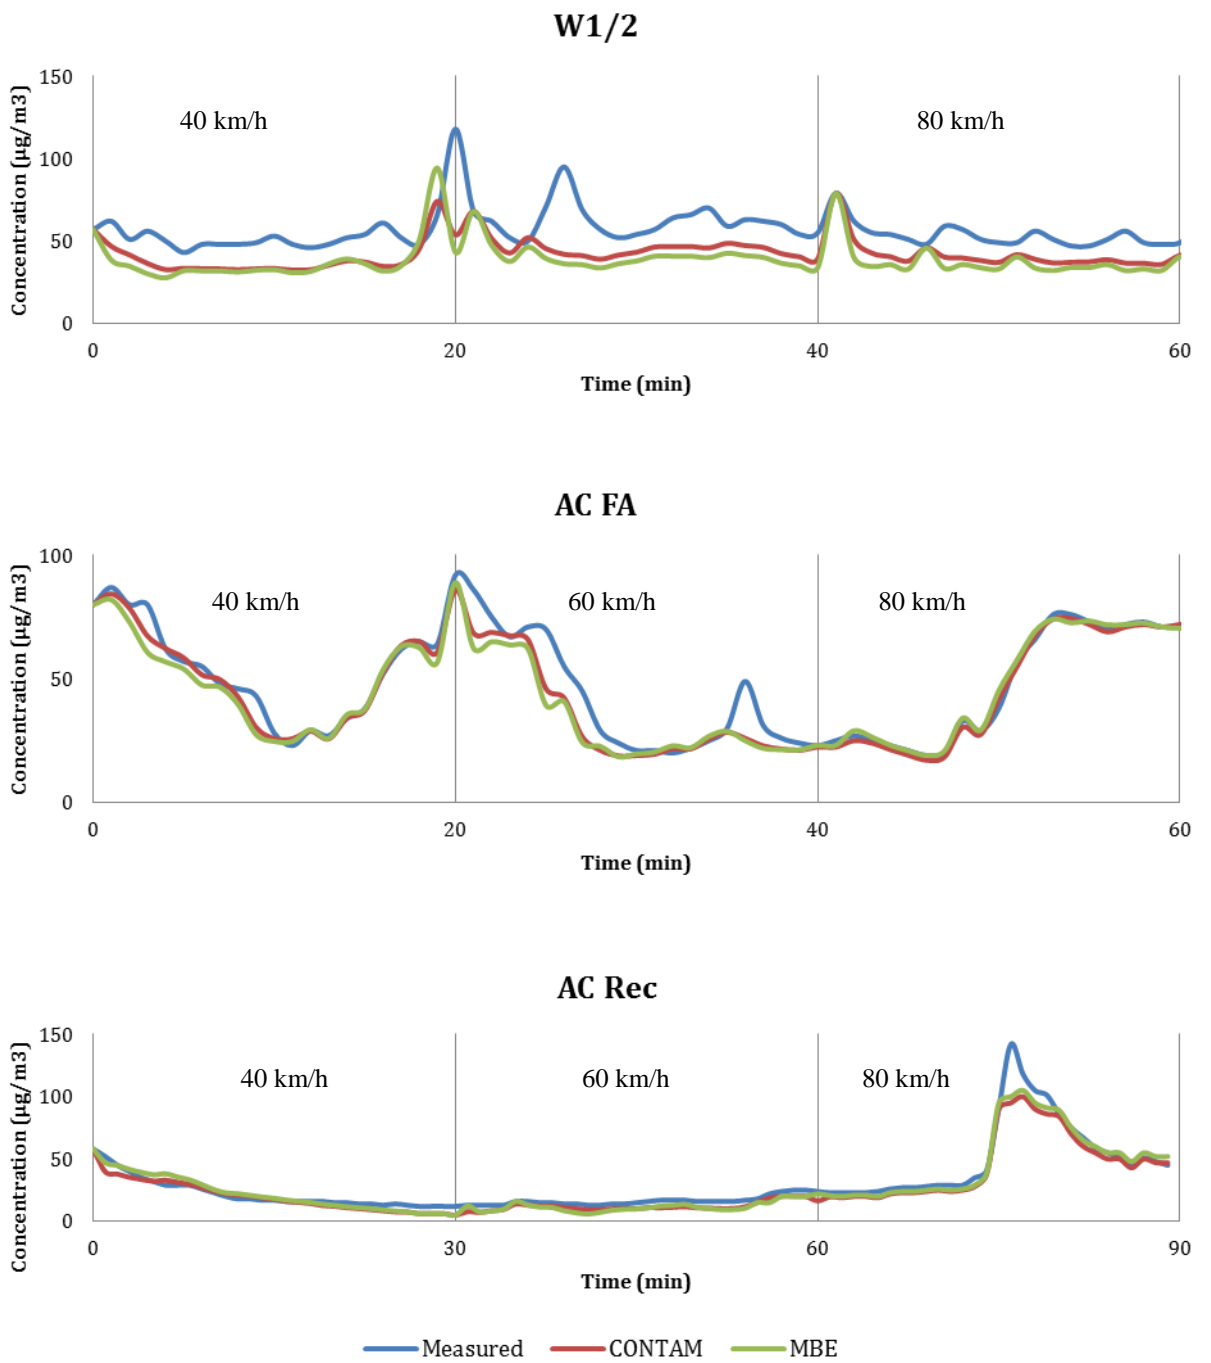 W1/2
150
40 km/h
80 km/h
100
50
0
0 20 40 60
Concentration (µg/m3)
Time (min)
AC FA
100
40 km/h
60 km/h
80 km/h
50
0
0 20 40 60
Concentration (µg/m3)
Time (min)
AC Rec
150
40 km/h
60 km/h
80 km/h
100
50
0
0 30 60 90
Concentration (µg/m3)
Time (min)
Measured CONTAM MBE